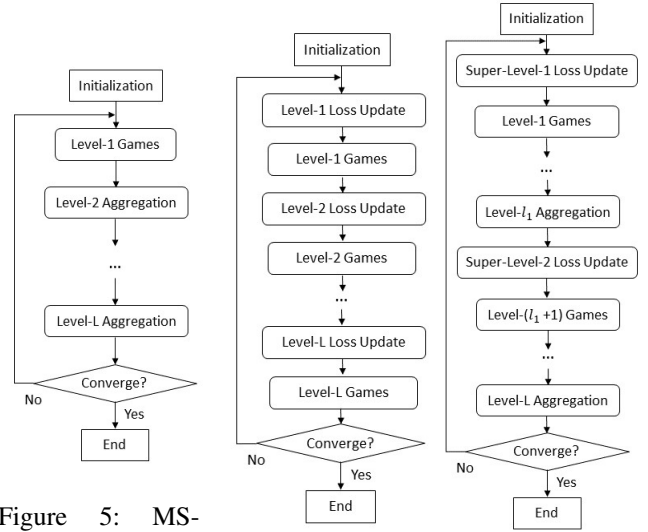 Initialization
Level-1 Games
Level-2 Aggregation
...
Level-L Aggregation
Converge?
No
Yes
End
Figure 5: MS-
Initialization
Level-1 Loss Update
Level-1 Games
Level-2 Loss Update
Level-2 Games
...
Level-L Loss Update
Level-L Games
Converge?
No
Yes
End
Initialization
Super-Level-1 Loss Update
Level-1 Games
...
Level-l₁ Aggregation
Super-Level-2 Loss Update
Level-(l₁ +1) Games
...
Level-L Aggregation
Converge?
No
Yes
End